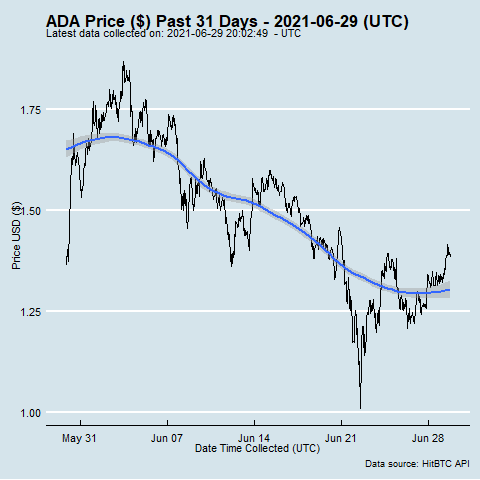 ADA Price ($) Past 31 Days - 2021-06-29 (UTC)
Latest data collected on: 2021-06-29 20:02:49 - UTC
Price USD ($)
1.75
1.50
1.25
1.00
May 31 Jun 07 Jun 14 Jun 21 Jun 28
Date Time Collected (UTC)
Data source: HitBTC API